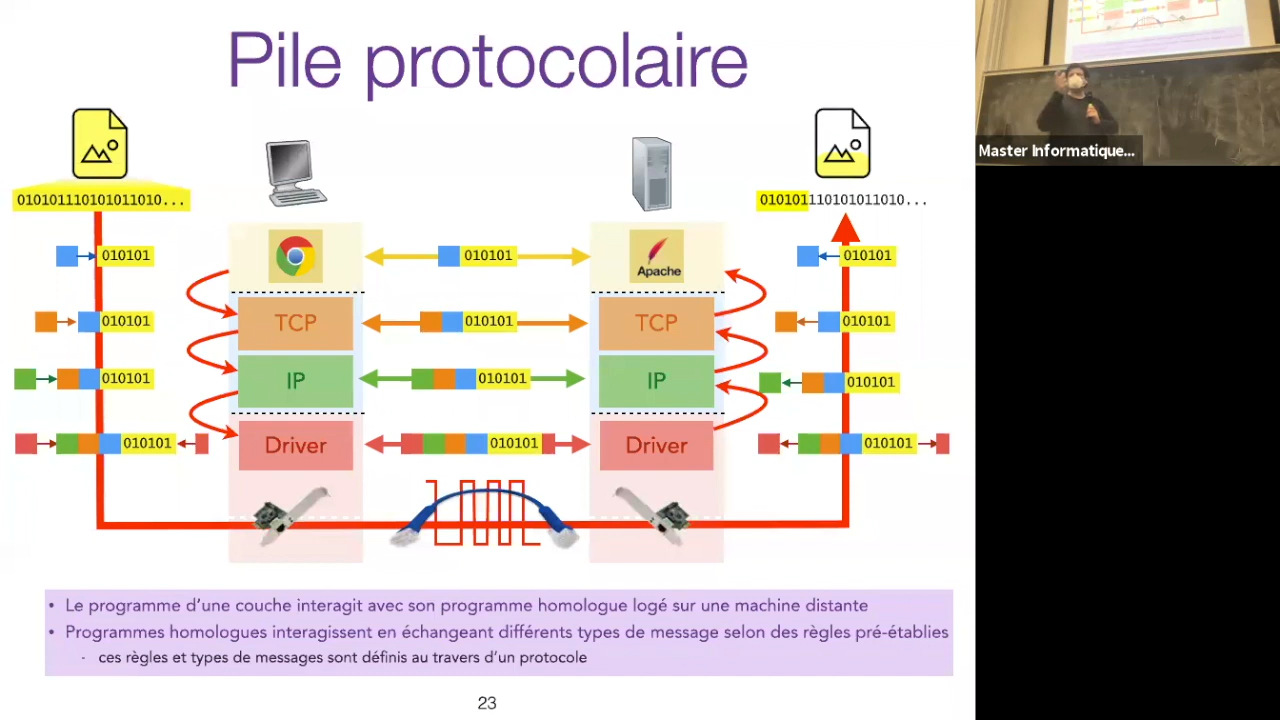 Pile protocolaire
010101110101011010...
010101110101011010...
010101
010101
010101
Apache
010101
TCP
010101
TCP
010101
010101
IP
010101
IP
010101
010101
Driver
010101
Driver
010101
• Le programme d'une couche interagit avec son programme homologue logé sur une machine distante
• Programmes homologues interagissent en échangeant différents types de message selon des règles pré-établies
- ces règles et types de messages sont définis au travers d'un protocole
23
Master Informatique...